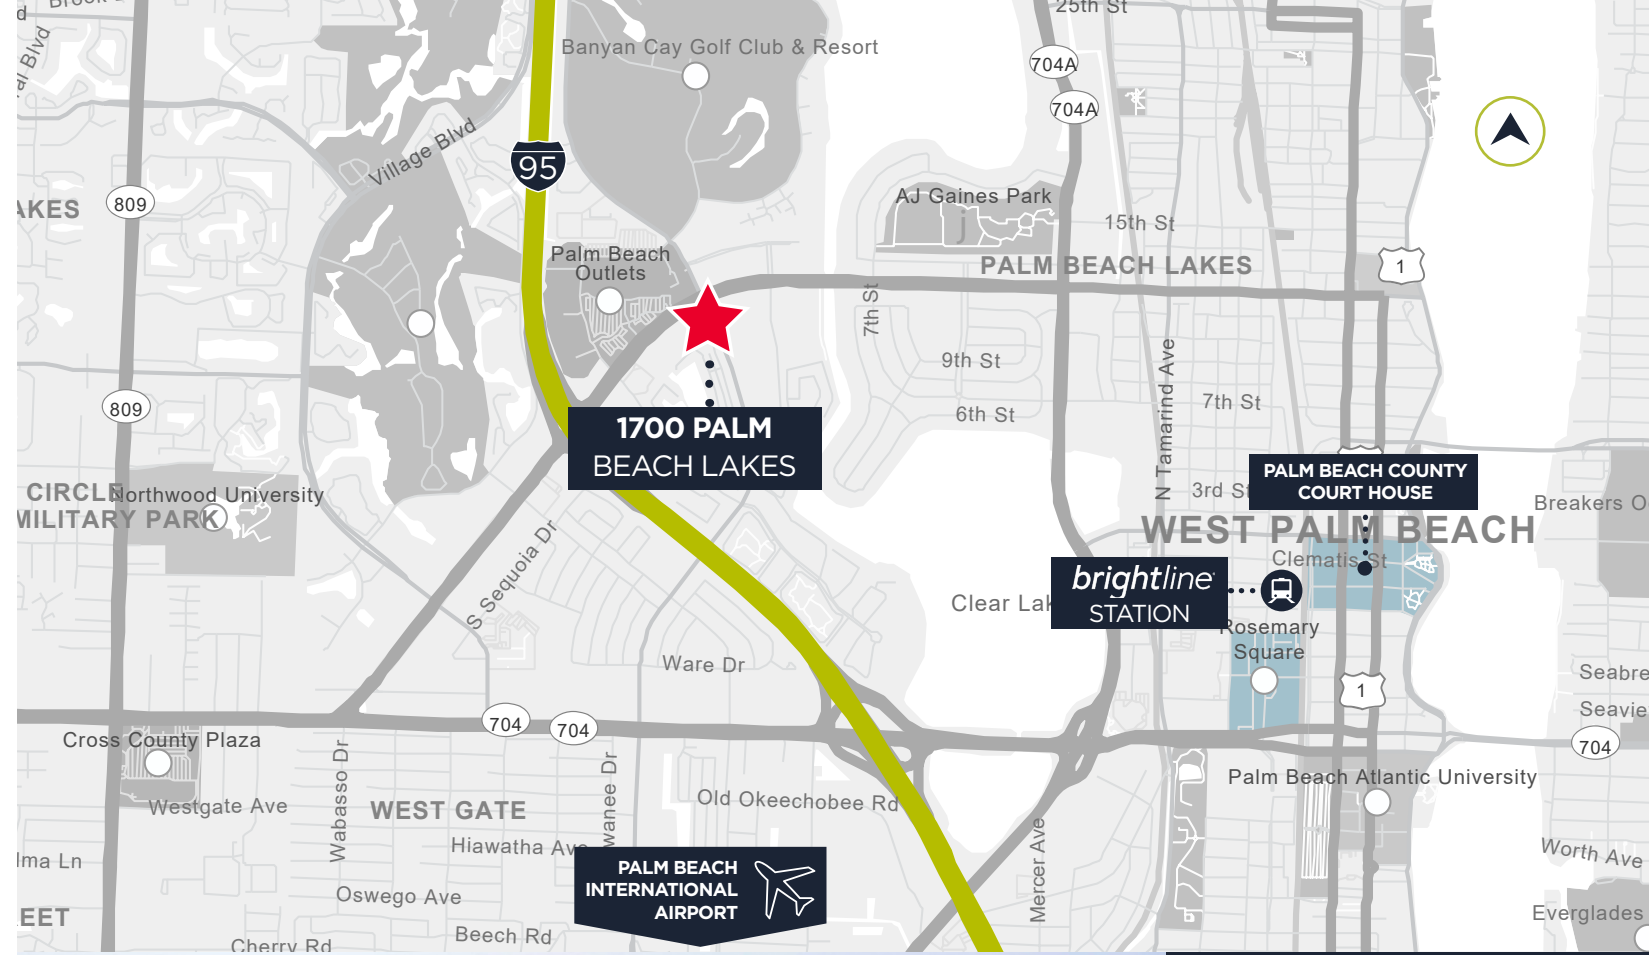 25th St
Banyan Cay Golf Club & Resort
704A
704A
Village Blvd
95
809
AKES
AJ Gaines Park
15th St
Palm Beach
Outlets
PALM BEACH LAKES
1
7th St
9th St
N Tamarind Ave
7th St
6th St
809
1700 PALM
BEACH LAKES
PALM BEACH COUNTY
COURT HOUSE
3rd St
CIRCLE
Northwood University
MILITARY PARK
Breakers O
WEST PALM BEACH
Clematis St
S Sequoia Dr
brightline
STATION
Clear Lak
Rosemary
Square
Ware Dr
Seabre
1
Seavie
704
704
704
Cross County Plaza
Palm Beach Atlantic University
Westgate Ave
Wabasso Dr
WEST GATE
wanee Dr
Old Okeechobee Rd
Hiawatha Ave
Mercer Ave
Worth Ave
lma Ln
PALM BEACH
INTERNATIONAL
AIRPORT
Oswego Ave
EET
Everglades
Beech Rd
Cherry Rd